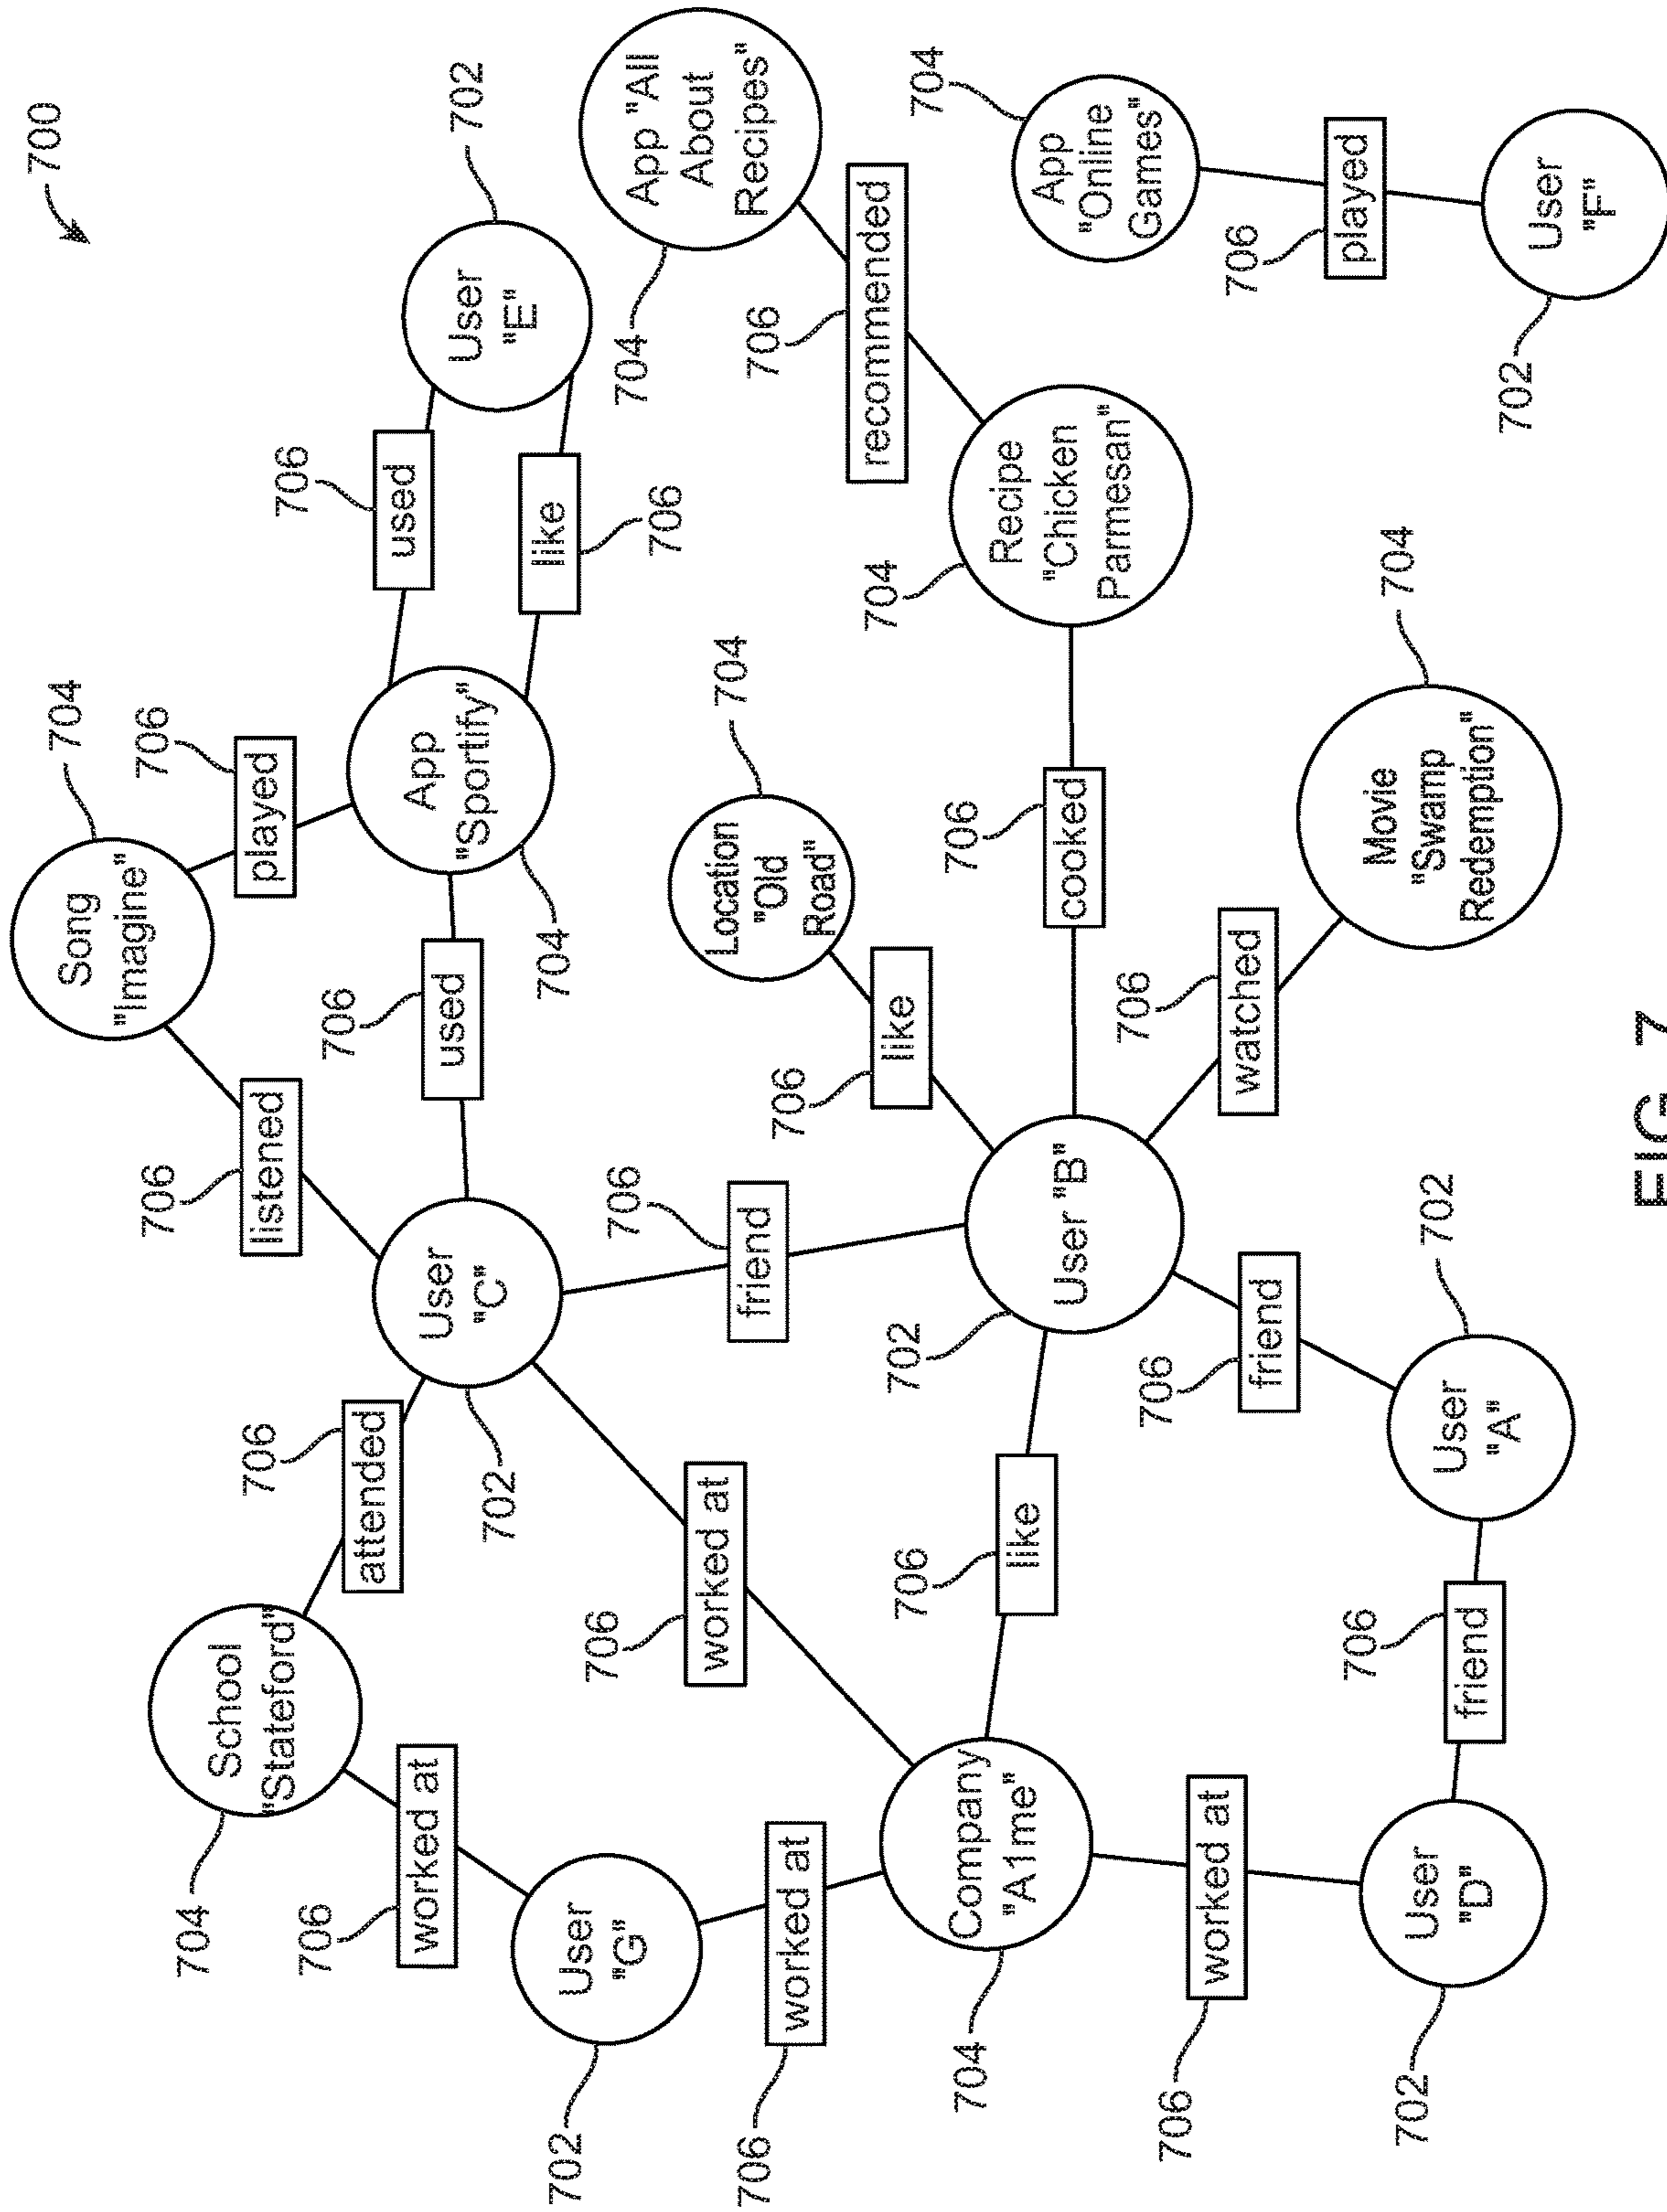 700
704
Song
"Imagine"
704
706
played
706
listened
706
School
"Stateford"
704
attended
706
worked at
706
used
706
User
"E"
702
like
706
App
"Sportify"
704
used
706
User
"C"
702
User
"G"
702
friend
706
worked at
706
worked at
706
App "All
About
Recipes"
704
Location
"Old
Road"
704
recommended
706
like
706
Company
"A1me"
704
like
706
User "B"
702
cooked
706
Recipe
"Chicken
Parmesan"
704
App
"Online
Games"
704
worked at
706
friend
706
watched
706
played
706
Movie
"Swamp
Redemption"
704
User
"D"
702
friend
706
User
"A"
702
User
"F"
702
FIG. 7